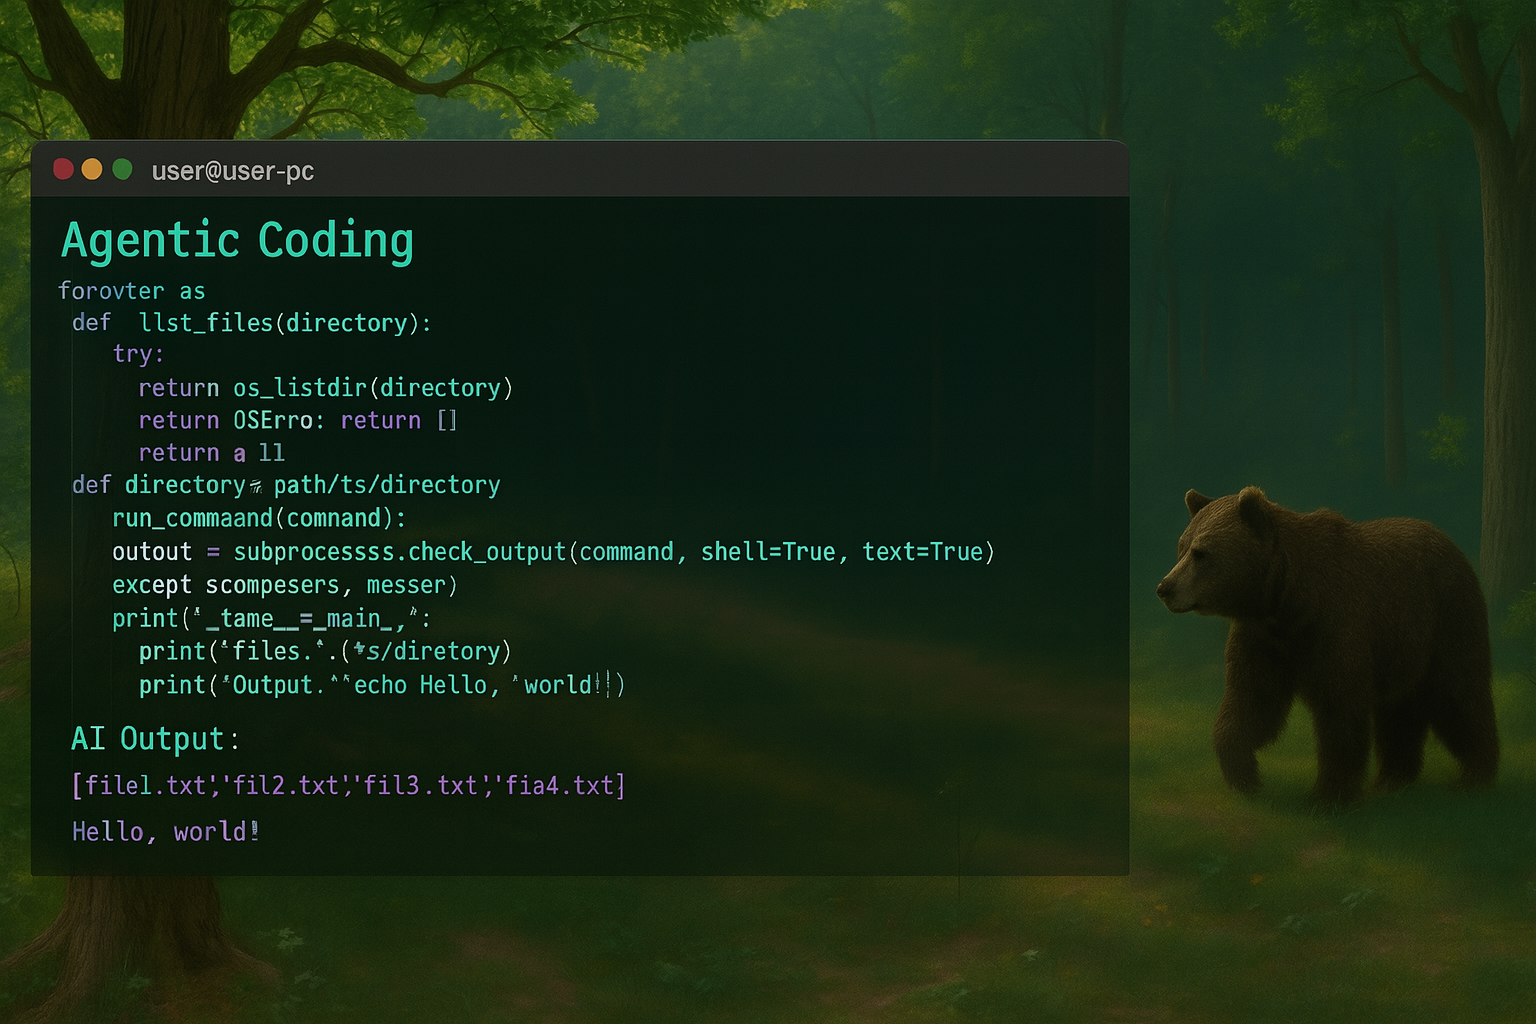 user@user-pc
Agentic Coding
forovter as
def llst_files(directory):
try:
return os_listdir(directory)
return OSErro: return []
return a ll
def directory path/ts/directory
run_commaand(comnand):
outout = subprocessss.check_output(command, shell=True, text=True)
except scompesers, messer)
print(‘_tame__=_main_,":
print(‘files.‘.(*s/diretory)
print(‘Output.‘‘echo Hello, ‘world!)
AI Output:
[file1.txt','fil2.txt','fil3.txt','fia4.txt]
Hello, world!